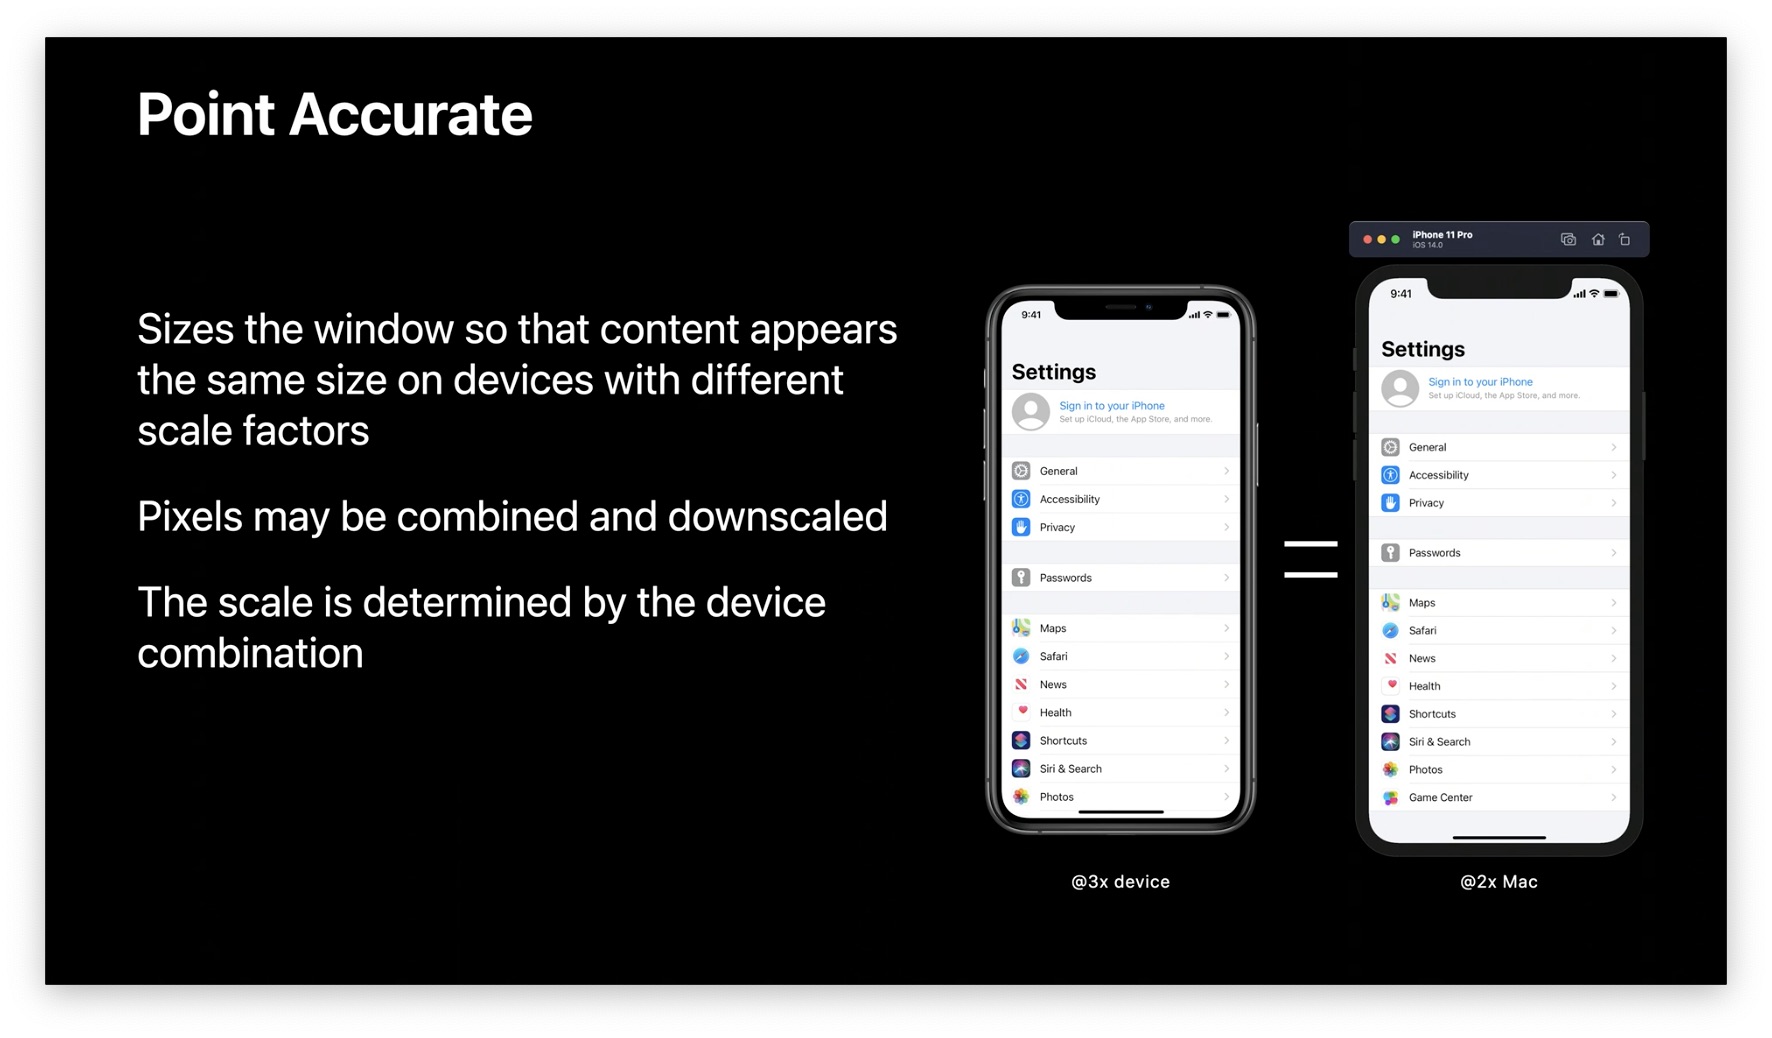 Point Accurate
Sizes the window so that content appears
the same size on devices with different
scale factors
Pixels may be combined and downscaled
The scale is determined by the device
combination
9:41
Settings
Sign in to your iPhone
Set up iCloud, the App Store, and more.
General
Accessibility
Privacy
Passwords
Maps
Safari
News
Health
Shortcuts
Siri & Search
Photos
@3x device
=
iPhone 11 Pro
iOS 14.0
9:41
Settings
Sign in to your iPhone
Set up iCloud, the App Store, and more.
General
Accessibility
Privacy
Passwords
Maps
Safari
News
Health
Shortcuts
Siri & Search
Photos
Game Center
@2x Mac